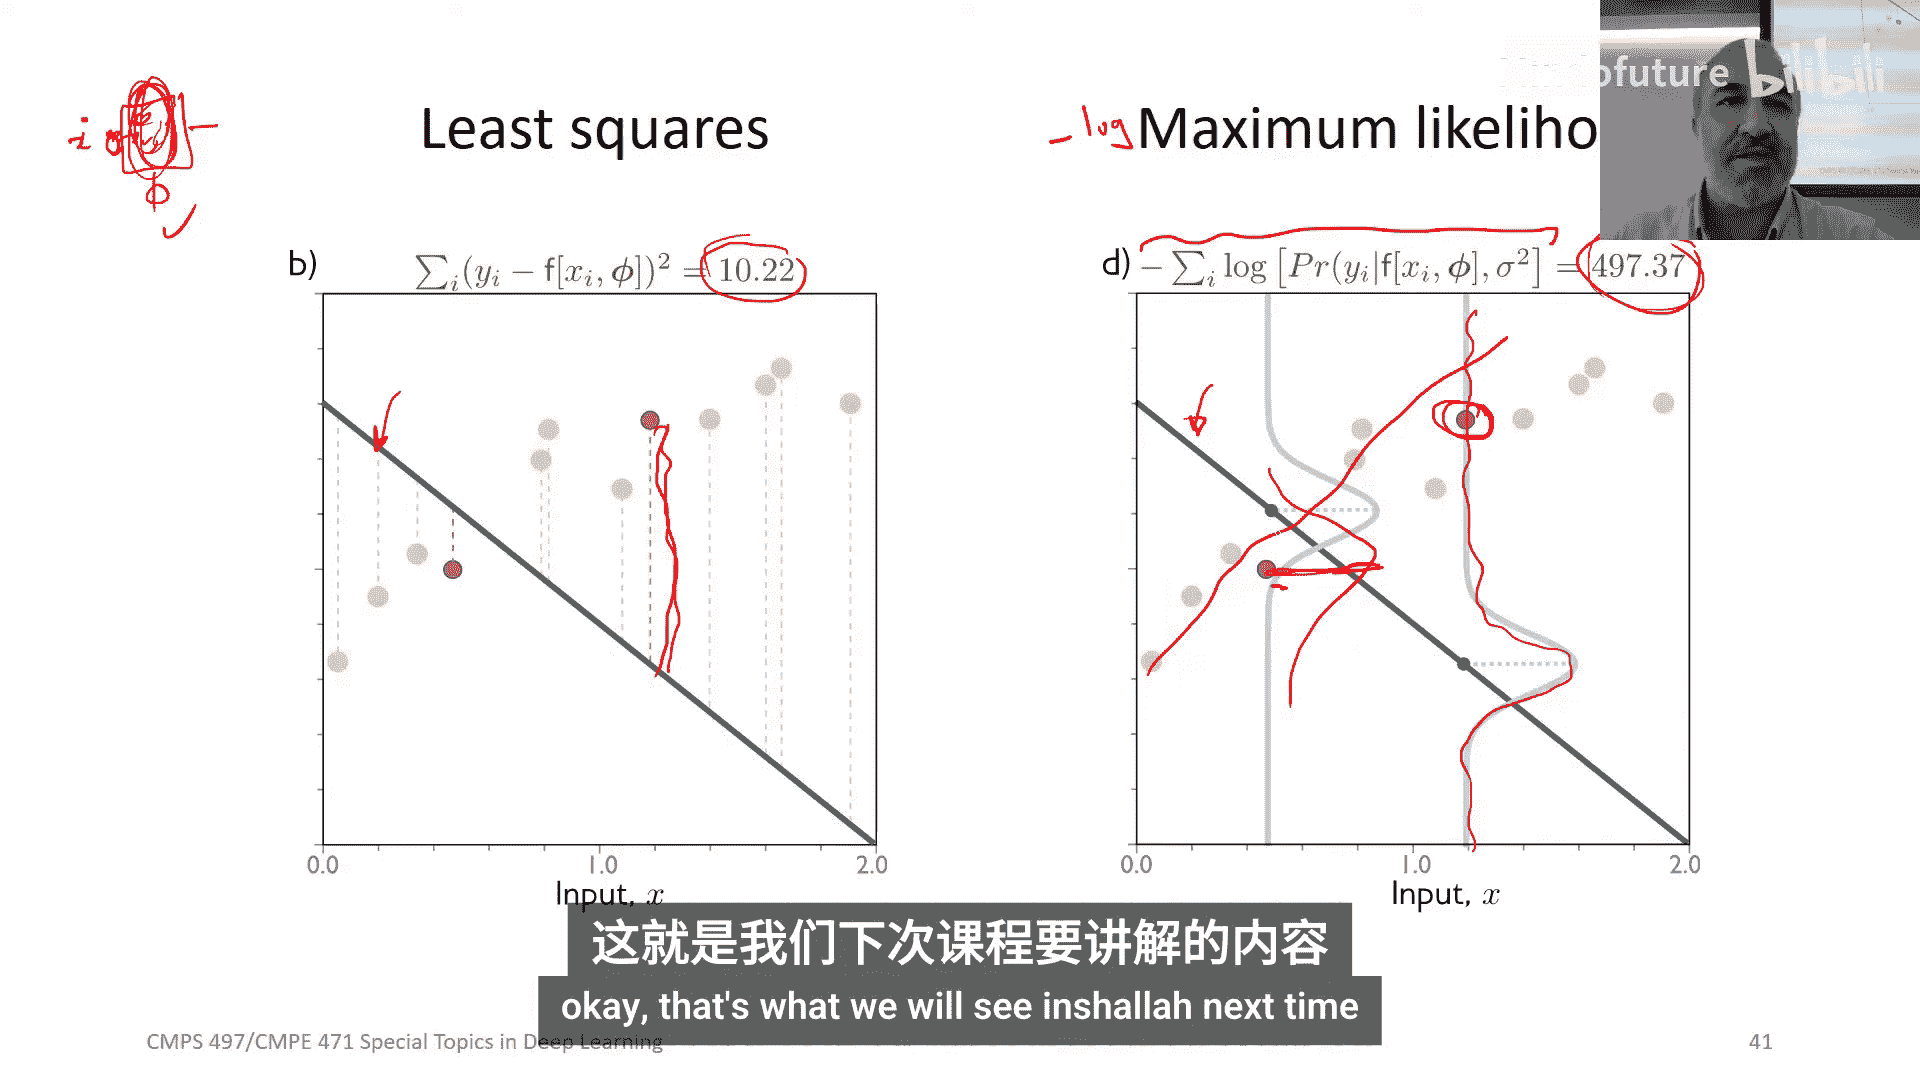 ofuture bilibili
Least squares
- log Maximum likeliho
i
ϕ
b) ∑ᵢ(yᵢ − f[xᵢ, ϕ])² = 10.22
d) − ∑ᵢ log [Pr(yᵢ|f[xᵢ, ϕ], σ²] = 497.37
0.0 1.0 2.0
Input, x
0.0 1.0 2.0
Input, x
这就是我们下次课程要讲解的内容
okay, that's what we will see inshallah next time
CMPS 497/CMPE 471 Special Topics in Deep Learning
41